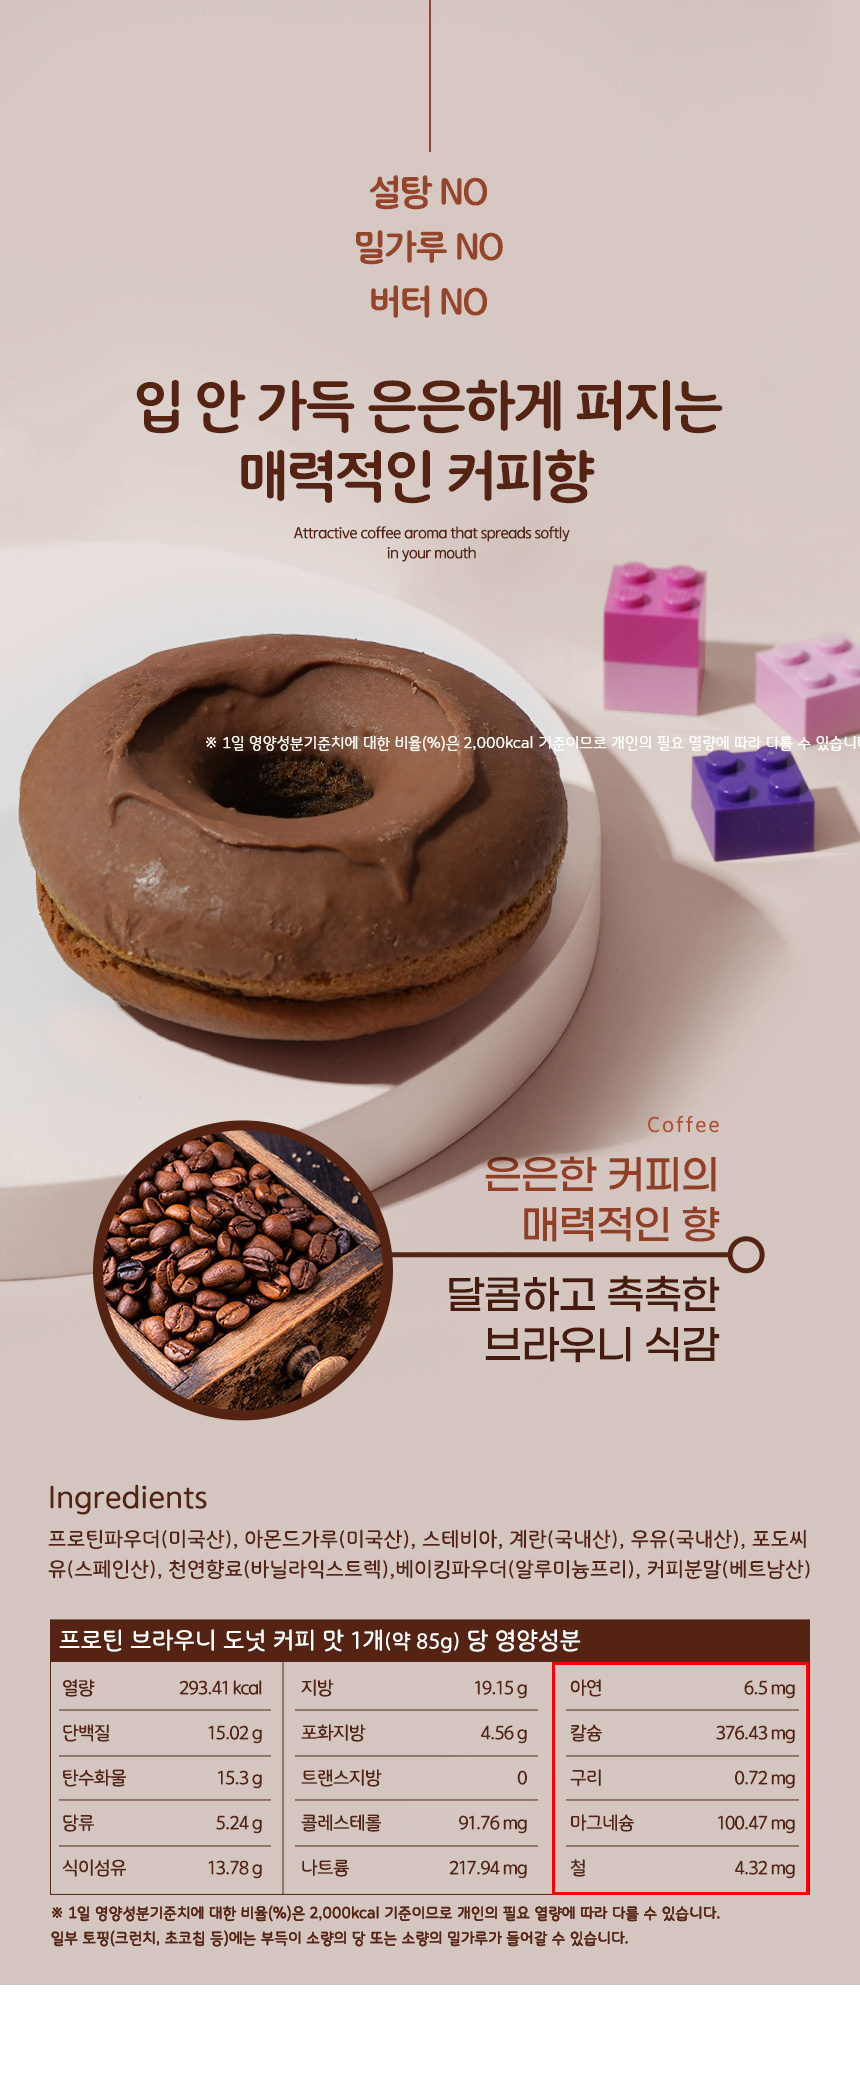 설탕 NO
밀가루 NO
버터 NO
입 안 가득 은은하게 퍼지는
매력적인 커피향
Attractive coffee aroma that spreads softly
in your mouth
※ 1일 영양성분기준치에 대한 비율(%)은 2,000kcal 기준이므로 개인의 필요 열량에 따라 다를 수 있습니
Coffee
은은한 커피의
매력적인 향
달콤하고 촉촉한
브라우니 식감
Ingredients
프로틴파우더(미국산), 아몬드가루(미국산), 스테비아, 계란(국내산), 우유(국내산), 포도씨
유(스페인산), 천연향료(바닐라익스트렉),베이킹파우더(알루미늄프리), 커피분말(베트남산)
프로틴 브라우니 도넛 커피 맛 1개(약 85g) 당 영양성분
열량 293.41 kcal 지방 19.15 g 아연 6.5 mg
단백질 15.02 g 포화지방 4.56 g 칼슘 376.43 mg
탄수화물 15.3 g 트랜스지방 0 구리 0.72 mg
당류 5.24 g 콜레스테롤 91.76 mg 마그네슘 100.47 mg
식이섬유 13.78 g 나트륨 217.94 mg 철 4.32 mg
※ 1일 영양성분기준치에 대한 비율(%)은 2,000kcal 기준이므로 개인의 필요 열량에 따라 다를 수 있습니다.
일부 토핑(크런치, 초코칩 등)에는 부득이 소량의 당 또는 소량의 밀가루가 들어갈 수 있습니다.